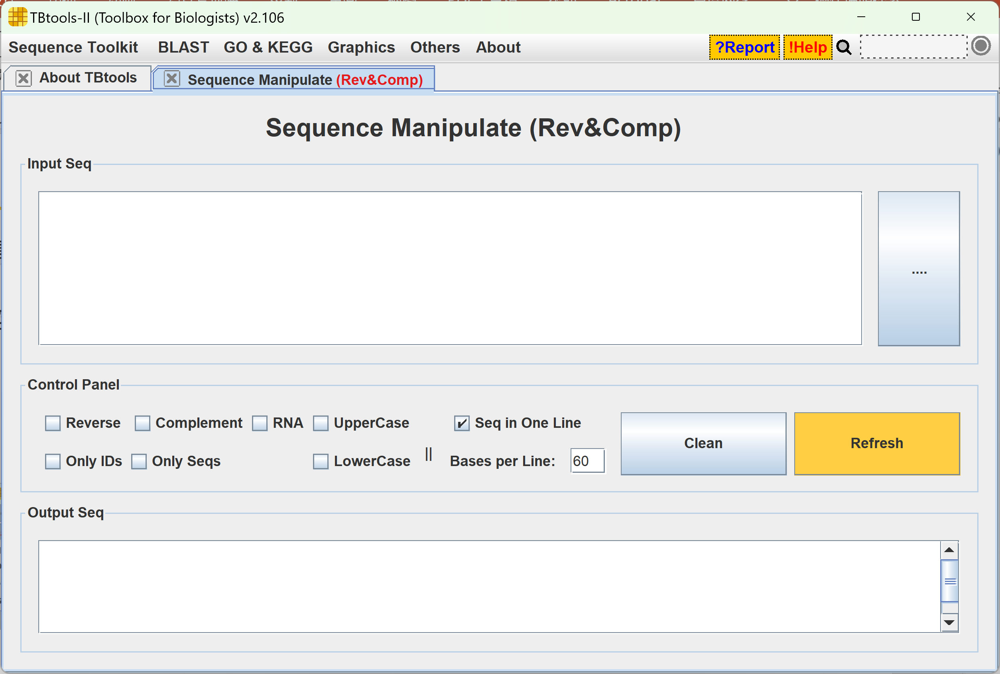 TBtools-II (Toolbox for Biologists) v2.106
Sequence Toolkit BLAST GO & KEGG Graphics Others About ?Report !Help
About TBtools Sequence Manipulate (Rev&Comp)
Sequence Manipulate (Rev&Comp)
Input Seq
....
Control Panel
Reverse Complement RNA UpperCase Seq in One Line
Clean Refresh
Only IDs Only Seqs LowerCase || Bases per Line: 60
Output Seq